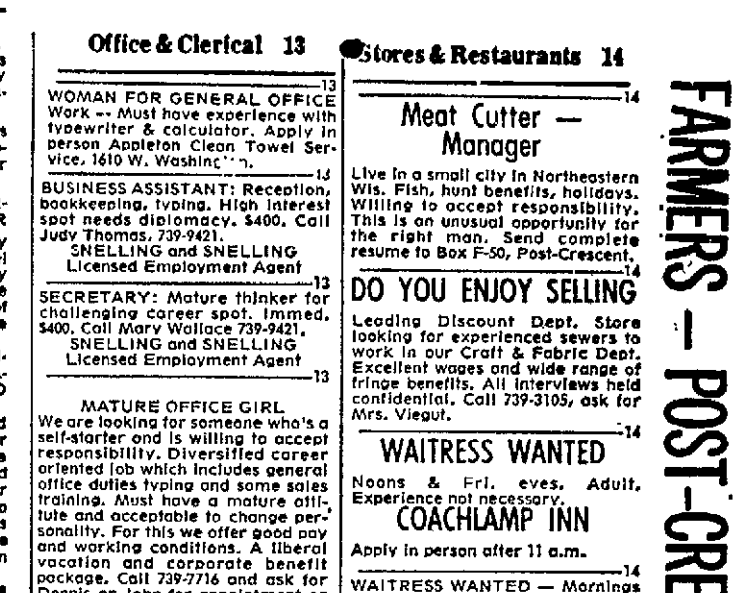 Office & Clerical 13
13
WOMAN FOR GENERAL OFFICE
Work -- Must have experience with
typewriter & calculator. Apply in
person Appleton Clean Towel Ser-
vice. 1610 W.
13
BUSINESS ASSISTANT: Reception,
bookkeeping, typing. High interest
spot needs diplomacy. $400. Call
Judy Thomas, 739-9421.
SNELLING and SNELLING
Licensed Employment Agent
13
SECRETARY: Mature thinker for
challenging career spot. Immed.
$400. Call Mary Wallace 739-9421.
SNELLING and SNELLING
Licensed Employment Agent
13
MATURE OFFICE GIRL
We are looking for someone who's a
self-starter and is willing to accept
responsibility. Diversified career
oriented job which includes general
office duties typing and some sales
training. Must have a mature atti-
tute and acceptable to change per-
sonality. For this we offer good pay
and working conditions. A liberal
vacation and corporate benefit
package. Call 739-7716 and ask for
Stores & Restaurants 14
14
Meat Cutter —
Manager
Live in a small city in Northeastern
Wis. Fish, hunt benefits, holidays.
Willing to accept responsibility.
This is an unusual opportunity for
the right man. Send complete
resume to Box F-50, Post-Crescent.
14
DO YOU ENJOY SELLING
Leading Discount Dept. Store
looking for experienced sewers to
work in our Craft & Fabric Dept.
Excellent wages and wide range of
fringe benefits. All interviews held
confidential. Call 739-3105, ask for
Mrs. Viegut.
14
WAITRESS WANTED
Noons & Fri. eves. Adult.
Experience not necessary.
COACHLAMP INN
Apply in person after 11 a.m.
14
WAITRESS WANTED — Mornings
FARMERS — POST-CRE